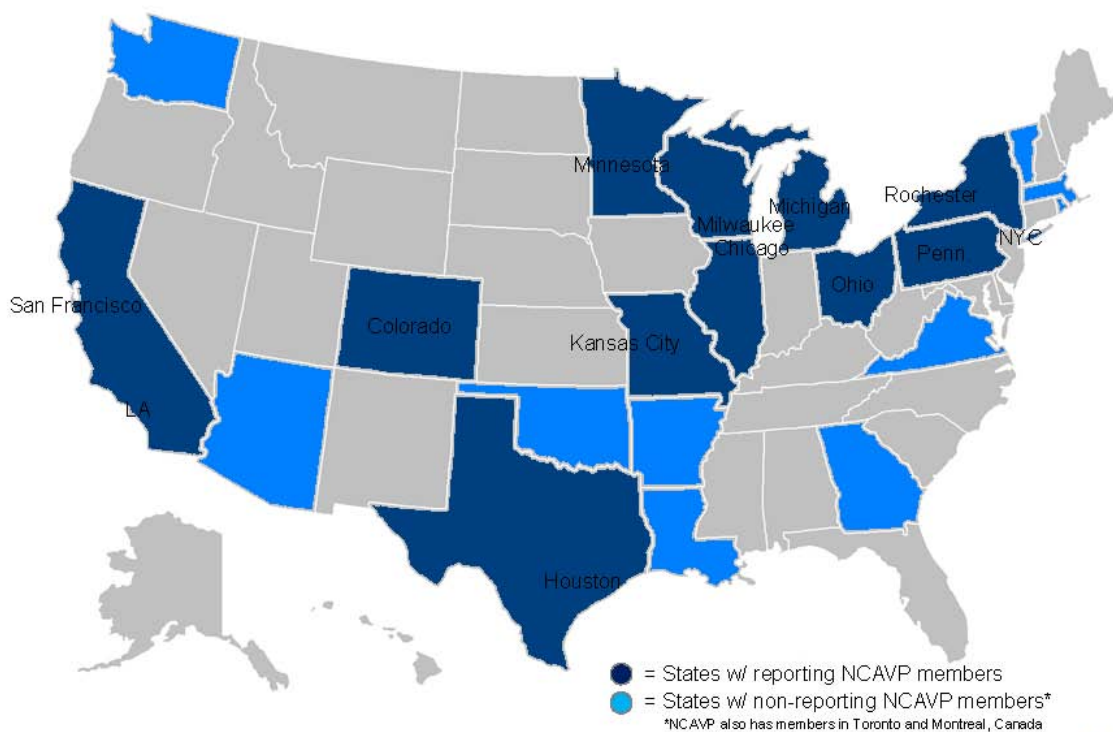 Minnesota
Rochester
Michigan
Milwaukee
Chicago
NYC
Penn.
Ohio
San Francisco
Colorado
Kansas City
LA
Houston
= States w/ reporting NCAVP members
= States w/ non-reporting NCAVP members*
*NCAVP also has members in Toronto and Montreal, Canada